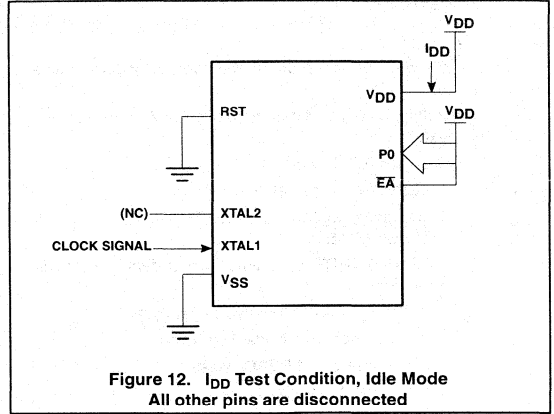 VDD
IDD
VDD
VDD
RST
P0
EA
(NC)
XTAL2
CLOCK SIGNAL
XTAL1
VSS
Figure 12. IDD Test Condition, Idle Mode
All other pins are disconnected